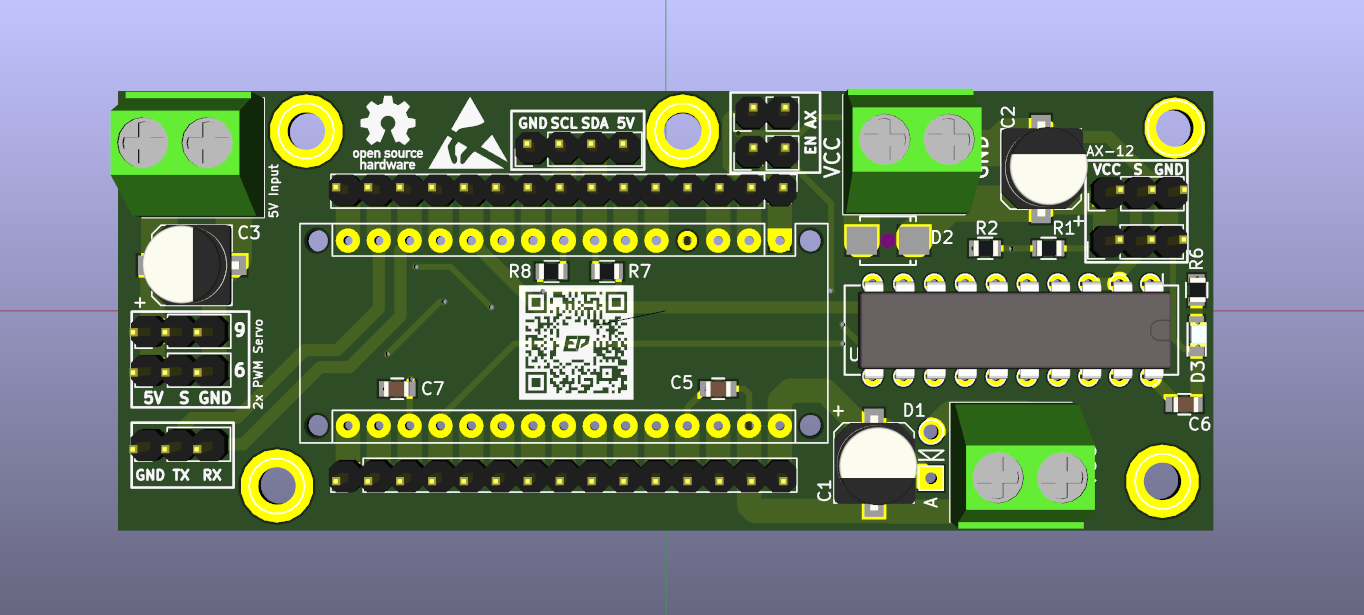 GND SCL SDA 5V
open source
hardware
5V Input
EN AX
VCC
GND
C2
AX-12
VCC S GND
+
C3
+
9
6
2x PWM Servo
5V S GND
GND TX RX
R8
R7
EP
C7
C5
D2
R2
R1
R6
D3
C6
+
D1
C1
A